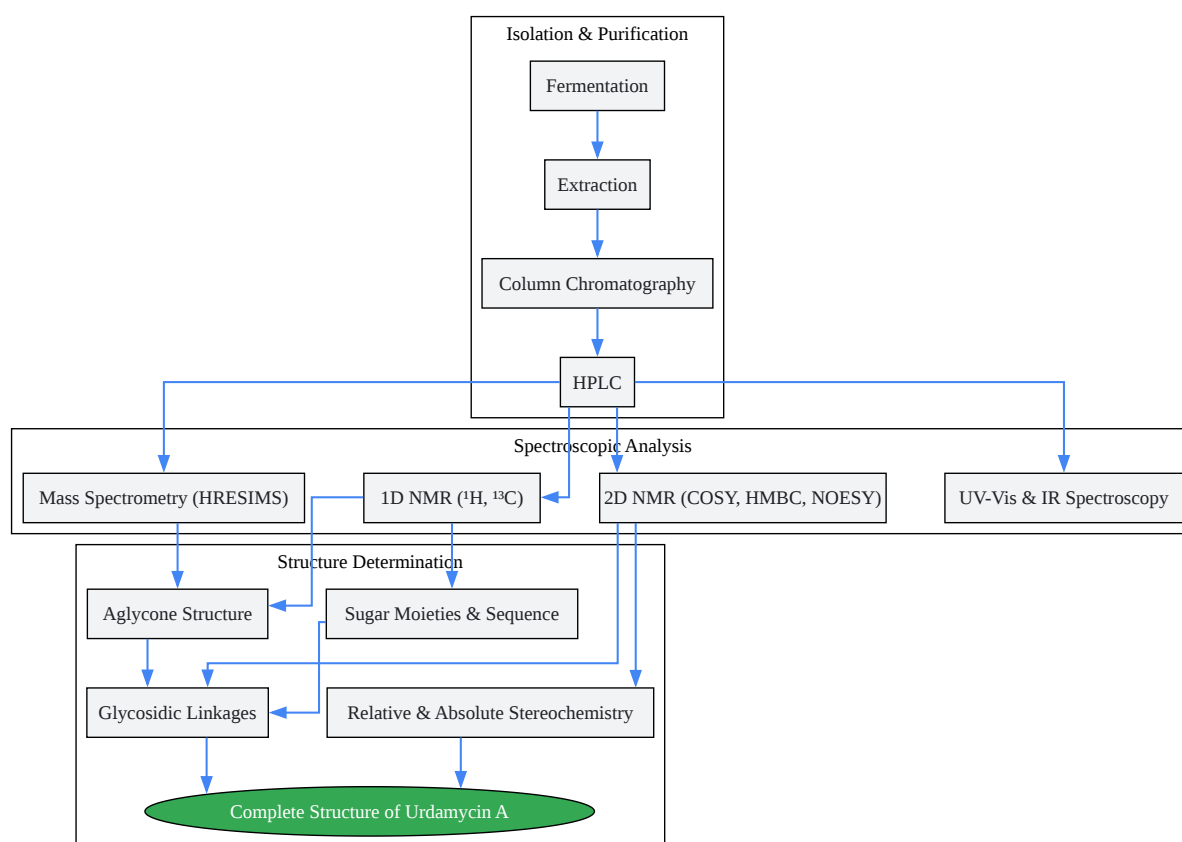 Isolation & Purification
Fermentation
Extraction
Column Chromatography
HPLC
Spectroscopic Analysis
Mass Spectrometry (HRESIMS)
1D NMR (¹H, ¹³C)
2D NMR (COSY, HMBC, NOESY)
UV-Vis & IR Spectroscopy
Structure Determination
Aglycone Structure
Sugar Moieties & Sequence
Glycosidic Linkages
Relative & Absolute Stereochemistry
Complete Structure of Urdamycin A